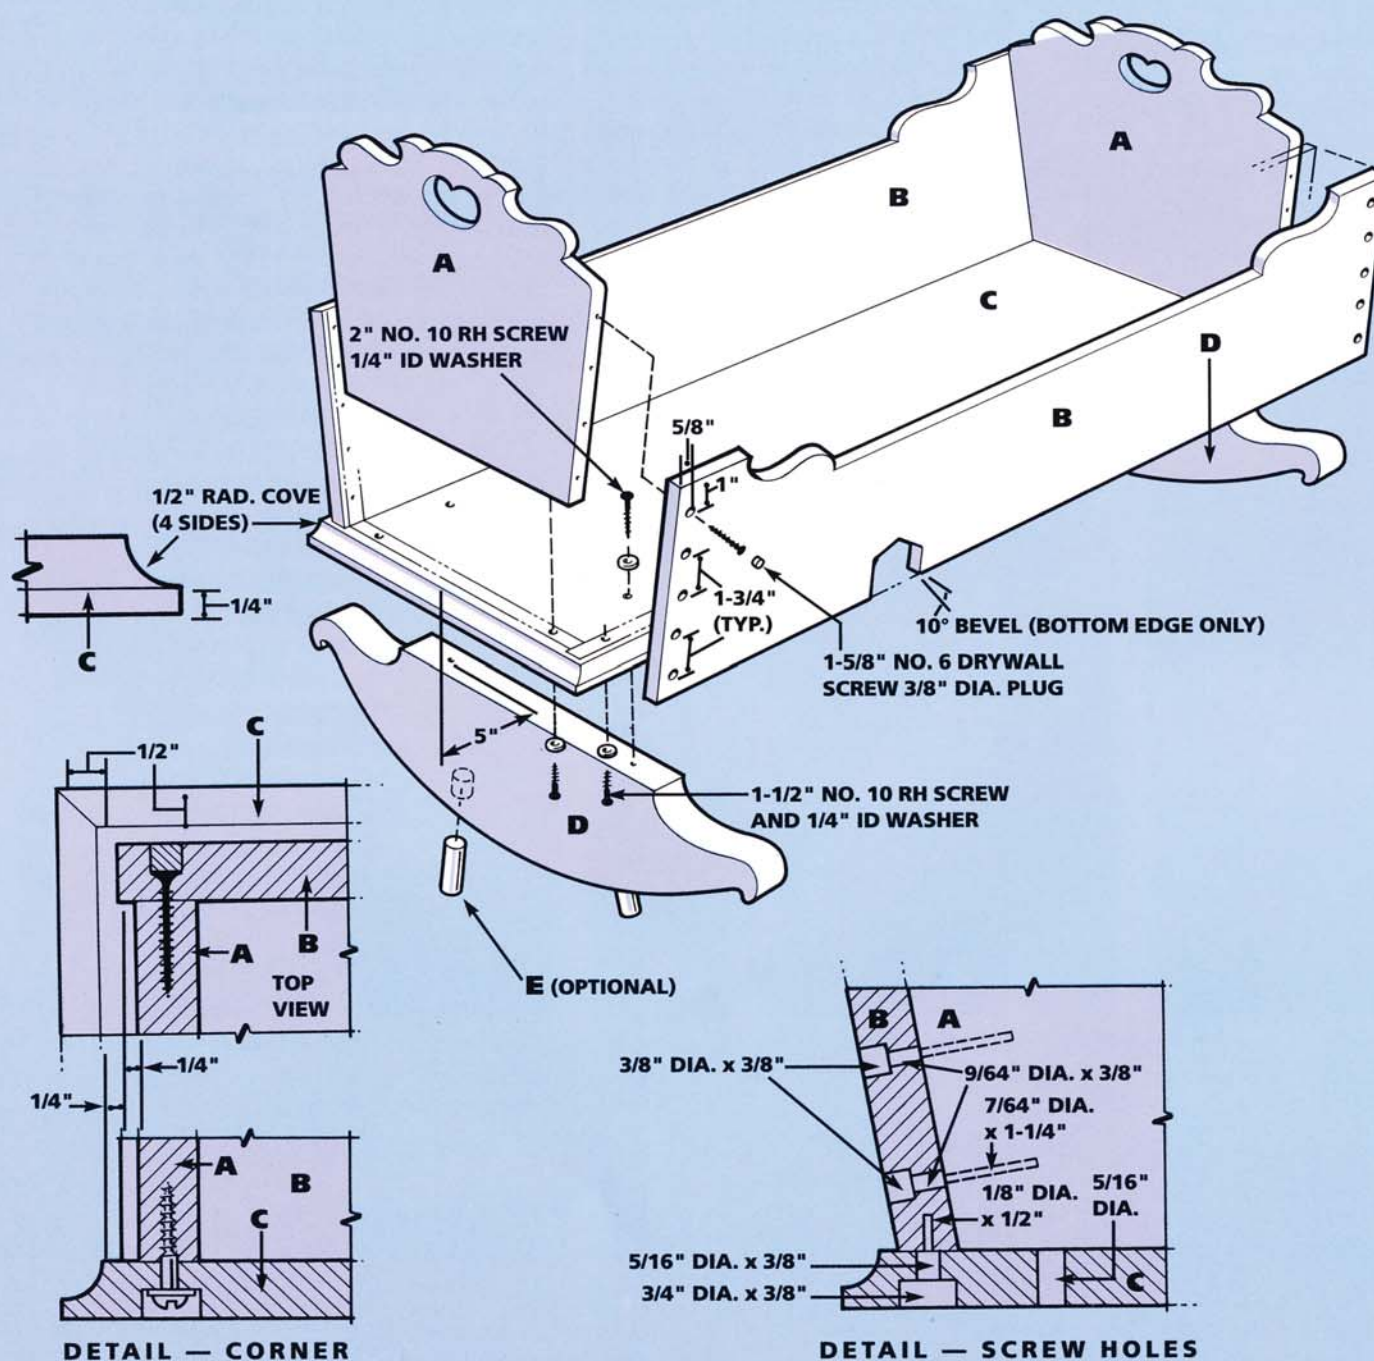 A
B
A
C
D
B
2" NO. 10 RH SCREW
1/4" ID WASHER
5/8"
1"
1/2" RAD. COVE
(4 SIDES)
1/4"
C
1-3/4"
(TYP.)
10° BEVEL (BOTTOM EDGE ONLY)
1-5/8" NO. 6 DRYWALL
SCREW 3/8" DIA. PLUG
5"
1-1/2" NO. 10 RH SCREW
AND 1/4" ID WASHER
D
E (OPTIONAL)
C
1/2"
A
B
TOP
VIEW
1/4"
1/4"
A
B
C
DETAIL — CORNER
B
A
3/8" DIA. x 3/8"
9/64" DIA. x 3/8"
7/64" DIA.
x 1-1/4"
1/8" DIA.
x 1/2"
5/16"
DIA.
5/16" DIA. x 3/8"
3/4" DIA. x 3/8"
C
DETAIL — SCREW HOLES